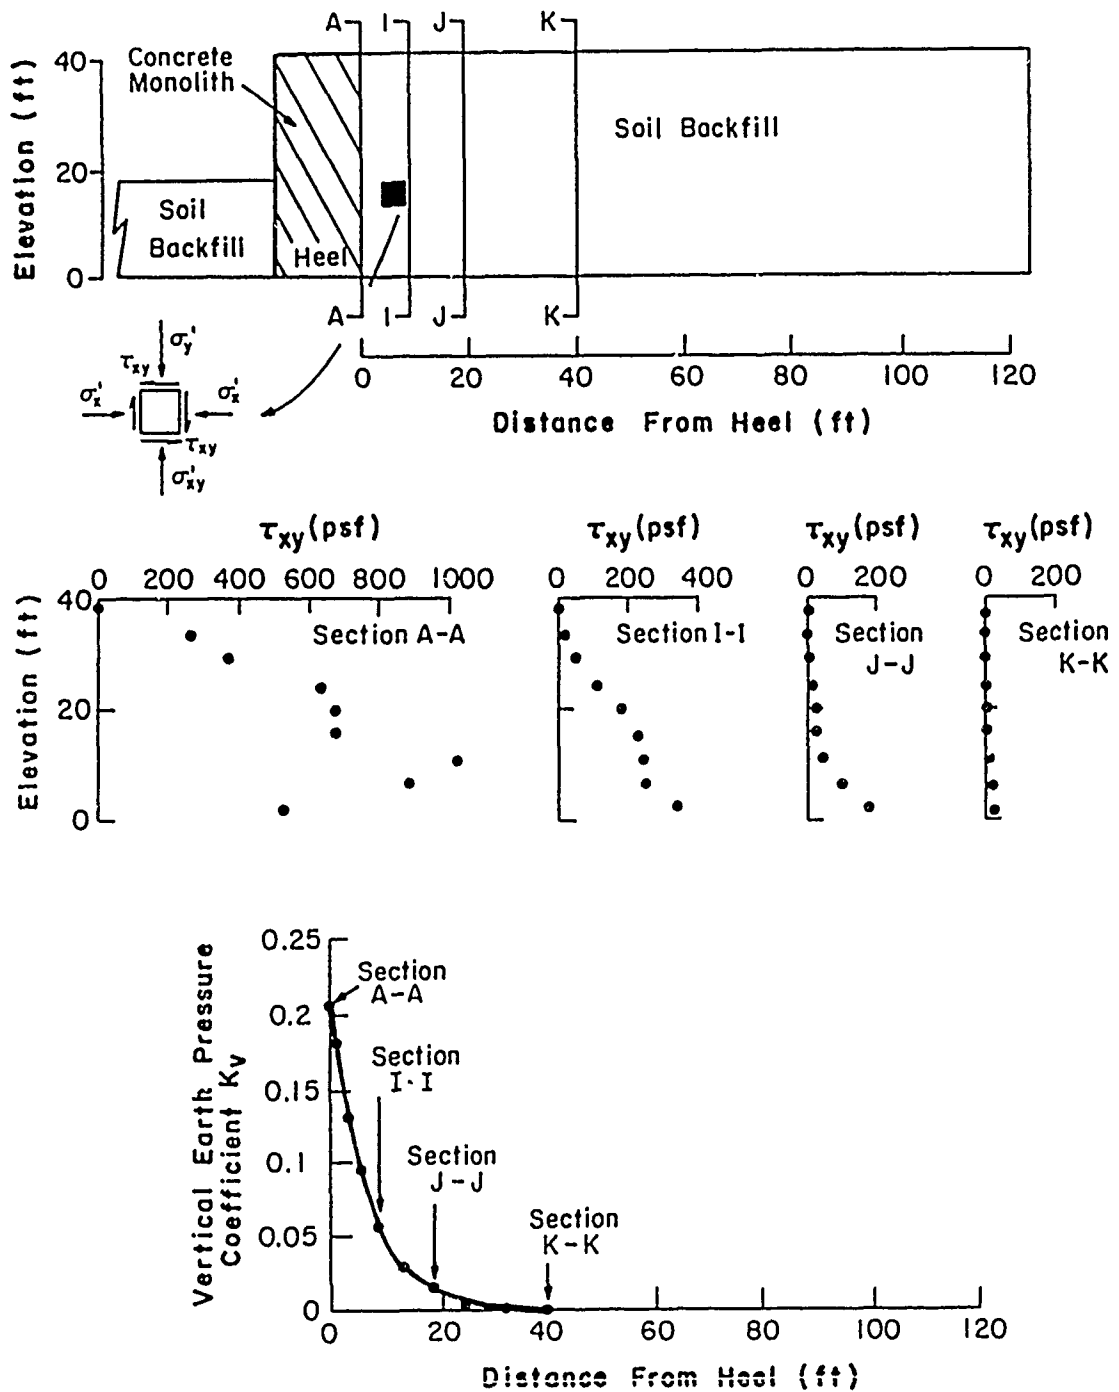 A I J K
Concrete
Monolith
Elevation (ft)
40
20
0
Soil Backfill
Soil
Backfill
Heel
A I J K
0 20 40 60 80 100 120
Distance From Heel (ft)
σ'y
τxy
σ'x
σ'x
τxy
σ'xy
τxy (psf) τxy (psf) τxy (psf) τxy (psf)
0 200 400 600 800 1000 0 200 400 0 200 0 200
Elevation (ft)
40
20
0
Section A-A
Section I-I
Section
J-J
Section
K-K
Vertical Earth Pressure
Coefficient Kv
0.25
0.2
0.15
0.1
0.05
0
Section
A-A
Section
I-I
Section
J-J
Section
K-K
0 20 40 60 80 100 120
Distance From Heel (ft)